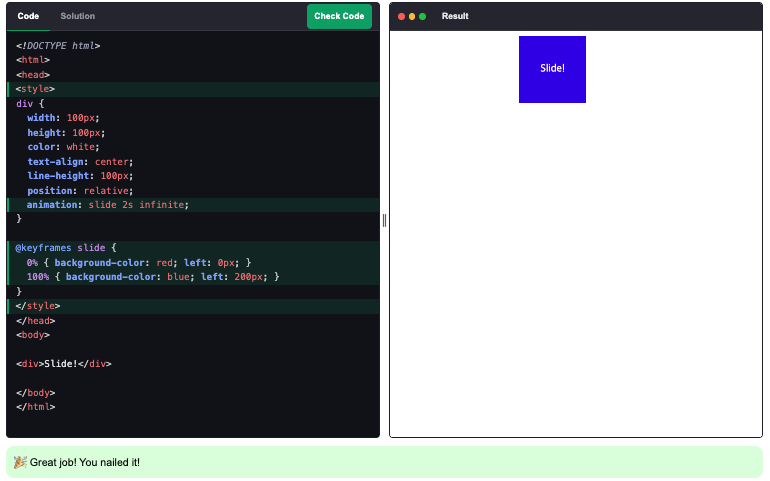 Code Solution Check Code
<!DOCTYPE html>
<html>
<head>
<style>
div {
  width: 100px;
  height: 100px;
  color: white;
  text-align: center;
  line-height: 100px;
  position: relative;
  animation: slide 2s infinite;
}

@keyframes slide {
  0% { background-color: red; left: 0px; }
  100% { background-color: blue; left: 200px; }
}
</style>
</head>
<body>

<div>Slide!</div>

</body>
</html>
Result
Slide!
Great job! You nailed it!